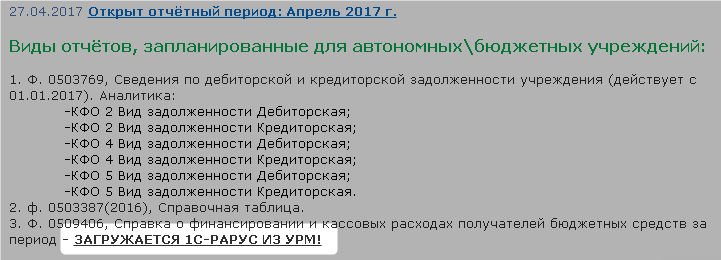 27.04.2017 Открыт отчётный период: Апрель 2017 г.
Виды отчётов, запланированные для автономных\бюджетных учреждений:
1. Ф. 0503769, Сведения по дебиторской и кредиторской задолженности учреждения (действует с
01.01.2017). Аналитика:
-КФО 2 Вид задолженности Дебиторская;
-КФО 2 Вид задолженности Кредиторская;
-КФО 4 Вид задолженности Дебиторская;
-КФО 4 Вид задолженности Кредиторская;
-КФО 5 Вид задолженности Дебиторская;
-КФО 5 Вид задолженности Кредиторская.
2. ф. 0503387(2016), Справочная таблица.
3. Ф. 0509406, Справка о финансировании и кассовых расходах получателей бюджетных средств за
период - ЗАГРУЖАЕТСЯ 1С-РАРУС ИЗ УРМ!